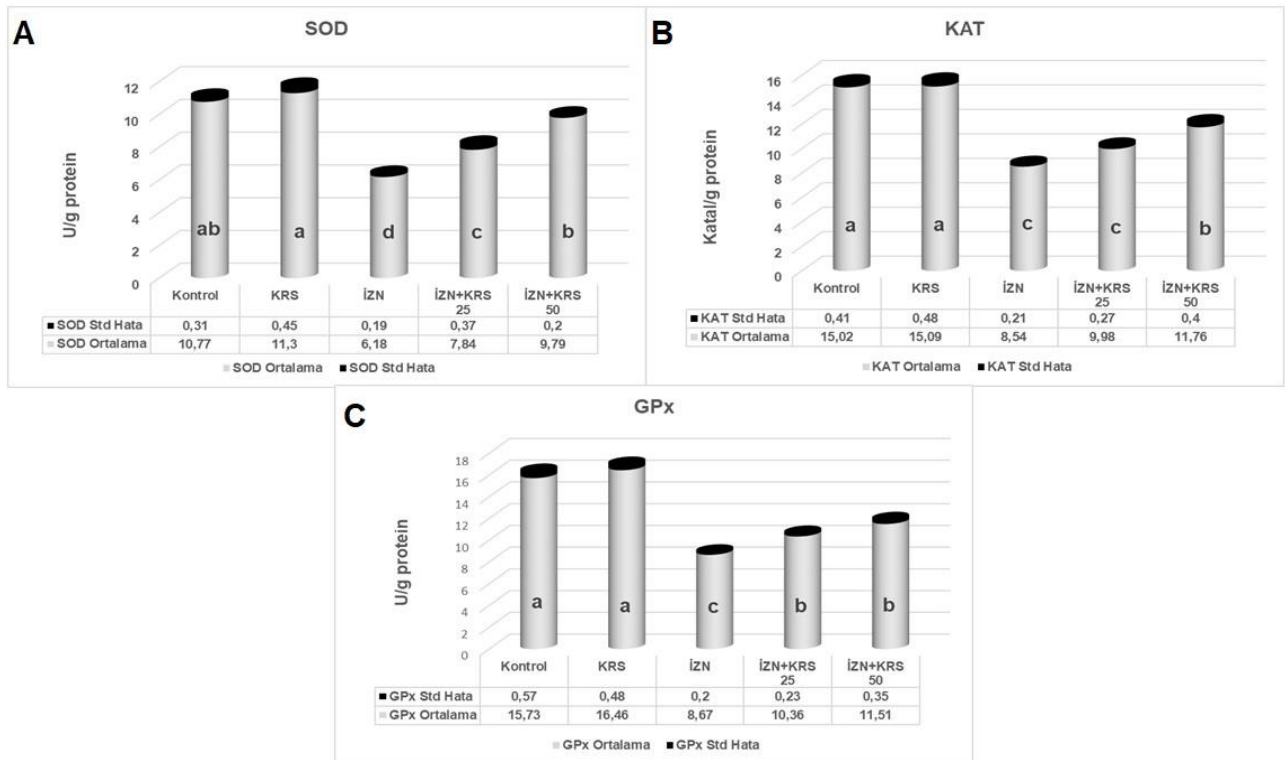 A
SOD
U/g protein
12
10
8
6
4
2
0
ab a d c b
Kontrol KRS İZN İZN+KRS 25 İZN+KRS 50
SOD Std Hata 0,31 0,45 0,19 0,37 0,2
SOD Ortalama 10,77 11,3 6,18 7,84 9,79
SOD Ortalama SOD Std Hata
B
KAT
Katal/g protein
16
14
12
10
8
6
4
2
0
a a c c b
Kontrol KRS İZN İZN+KRS 25 İZN+KRS 50
KAT Std Hata 0,41 0,48 0,21 0,27 0,4
KAT Ortalama 15,02 15,09 8,54 9,98 11,76
KAT Ortalama KAT Std Hata
C
GPx
U/g protein
18
16
14
12
10
8
6
4
2
0
a a c b b
Kontrol KRS İZN İZN+KRS 25 İZN+KRS 50
GPx Std Hata 0,57 0,48 0,2 0,23 0,35
GPx Ortalama 15,73 16,46 8,67 10,36 11,51
GPx Ortalama GPx Std Hata